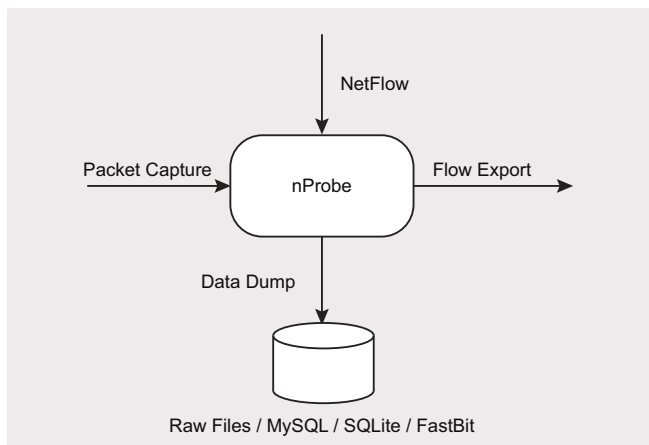 NetFlow
Packet Capture
nProbe
Flow Export
Data Dump
Raw Files / MySQL / SQLite / FastBit